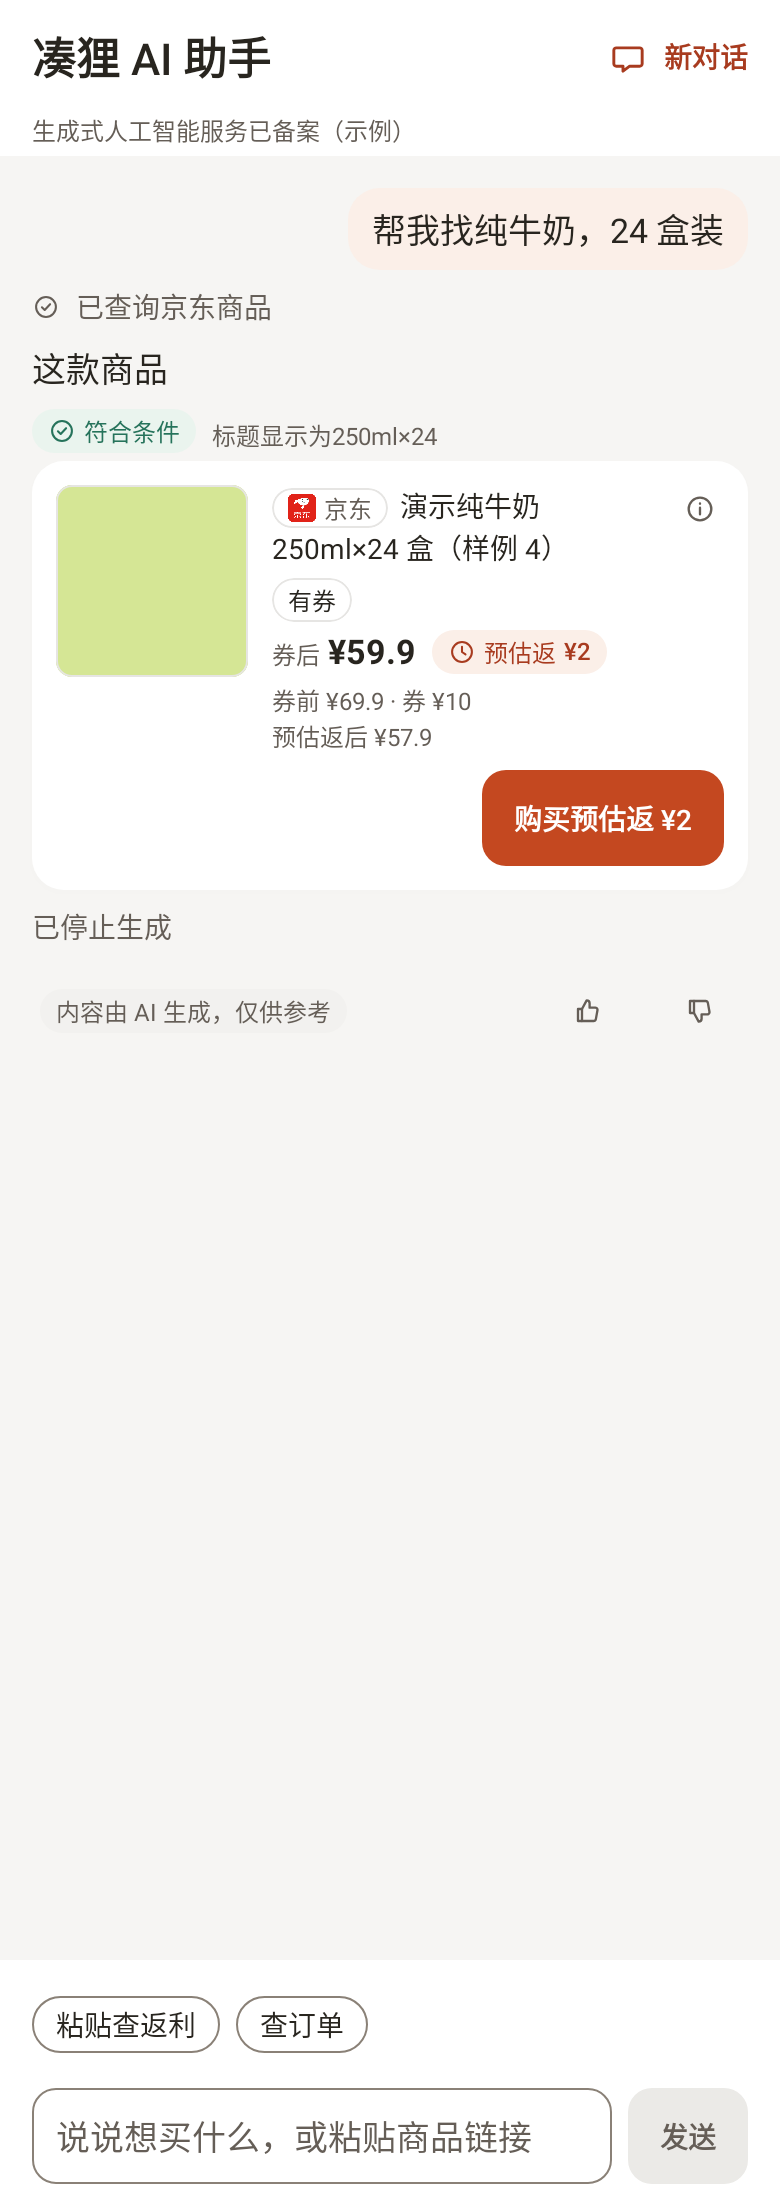 凑狸 AI 助手
新对话
生成式人工智能服务已备案（示例）
帮我找纯牛奶，24 盒装
已查询京东商品
这款商品
符合条件 标题显示为250ml×24
京东 京东 演示纯牛奶
250ml×24 盒（样例 4）
有券
券后 ¥59.9 预估返 ¥2
券前 ¥69.9 · 券 ¥10
预估返后 ¥57.9
购买预估返 ¥2
已停止生成
内容由 AI 生成，仅供参考
粘贴查返利 查订单
说说想买什么，或粘贴商品链接 发送